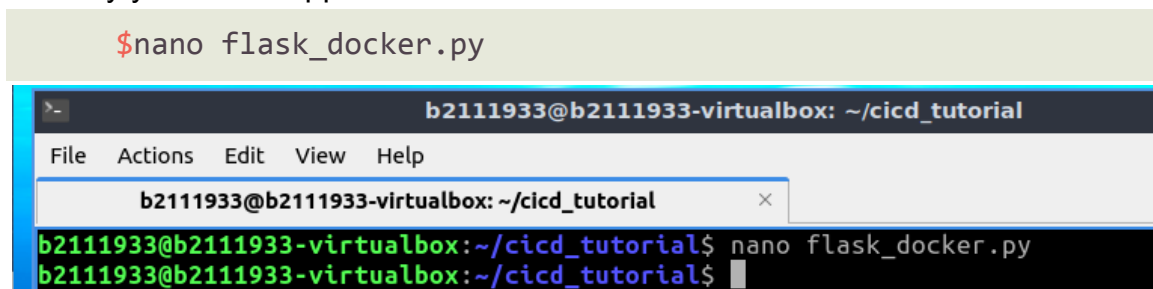 $nano flask_docker.py
b2111933@b2111933-virtualbox: ~/cicd_tutorial
File Actions Edit View Help
b2111933@b2111933-virtualbox: ~/cicd_tutorial
b2111933@b2111933-virtualbox:~/cicd_tutorial$ nano flask_docker.py
b2111933@b2111933-virtualbox:~/cicd_tutorial$